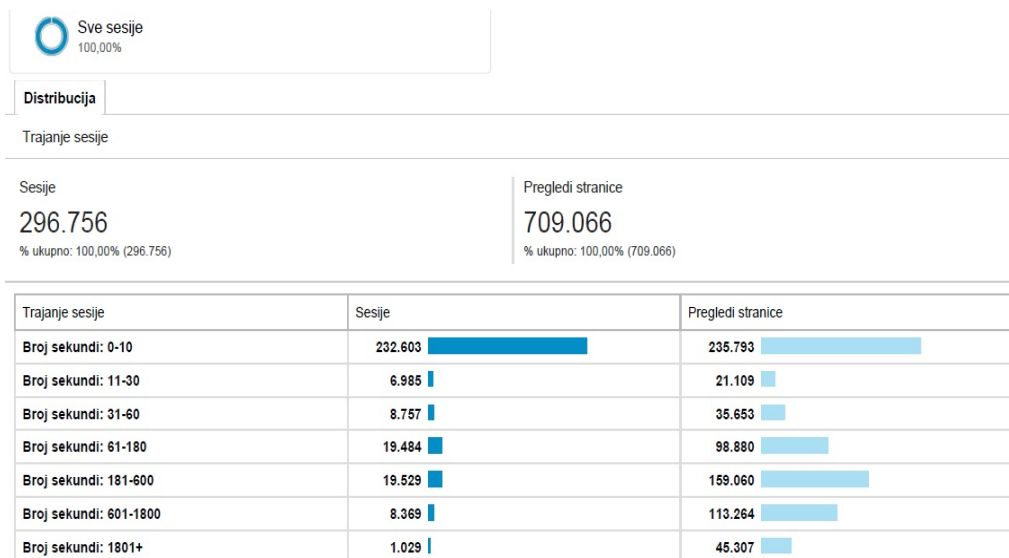 Sve sesije
100,00%
Distribucija
Trajanje sesije
Sesije
296.756
% ukupno: 100,00% (296.756)
Pregledi stranice
709.066
% ukupno: 100,00% (709.066)
Trajanje sesije Sesije Pregledi stranice
Broj sekundi: 0-10 232.603 235.793
Broj sekundi: 11-30 6.985 21.109
Broj sekundi: 31-60 8.757 35.653
Broj sekundi: 61-180 19.484 98.880
Broj sekundi: 181-600 19.529 159.060
Broj sekundi: 601-1800 8.369 113.264
Broj sekundi: 1801+ 1.029 45.307